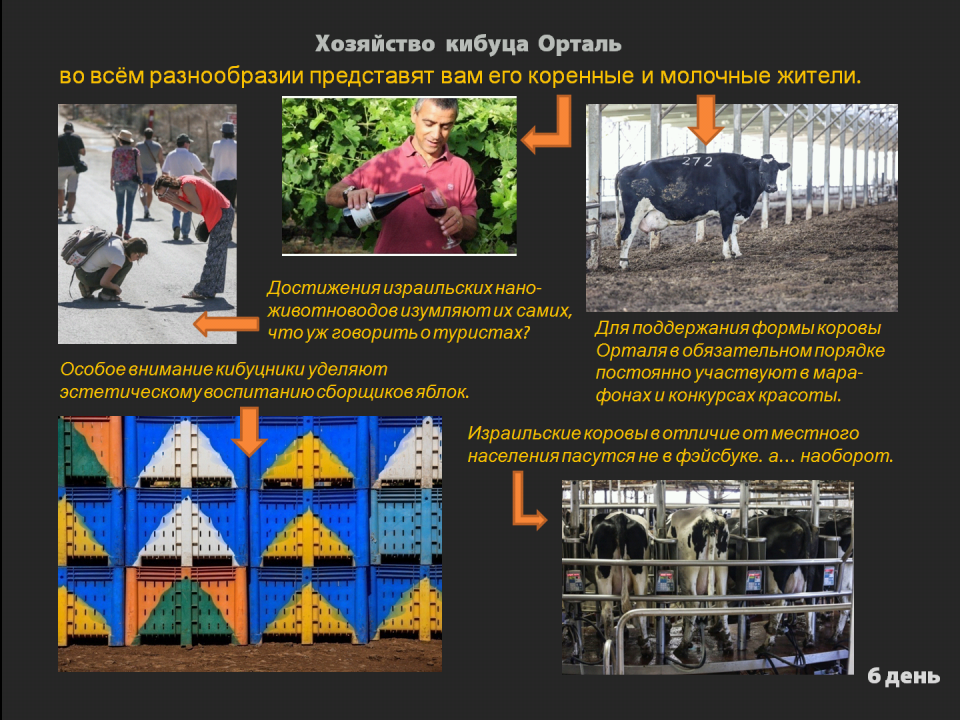 Хозяйство кибуца Орталь
во всём разнообразии представят вам его коренные и молочные жители.
272
Достижения израильских нано-
животноводов изумляют их самих,
что уж говорить о туристах?
Для поддержания формы коровы
Орталя в обязательном порядке
постоянно участвуют в мара-
фонах и конкурсах красоты.
Особое внимание кибуцники уделяют
эстетическому воспитанию сборщиков яблок.
Израильские коровы в отличие от местного
населения пасутся не в фэйсбуке. а... наоборот.
6 день